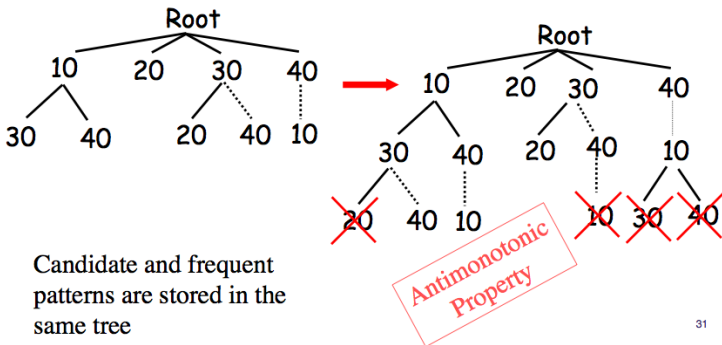 Root
10 20 30 40
30 40 20 40 10
Root
10 20 30 40
30 40 20 40 10
20 40 10 10 30 40
Antimonotonic
Property
Candidate and frequent
patterns are stored in the
same tree
31